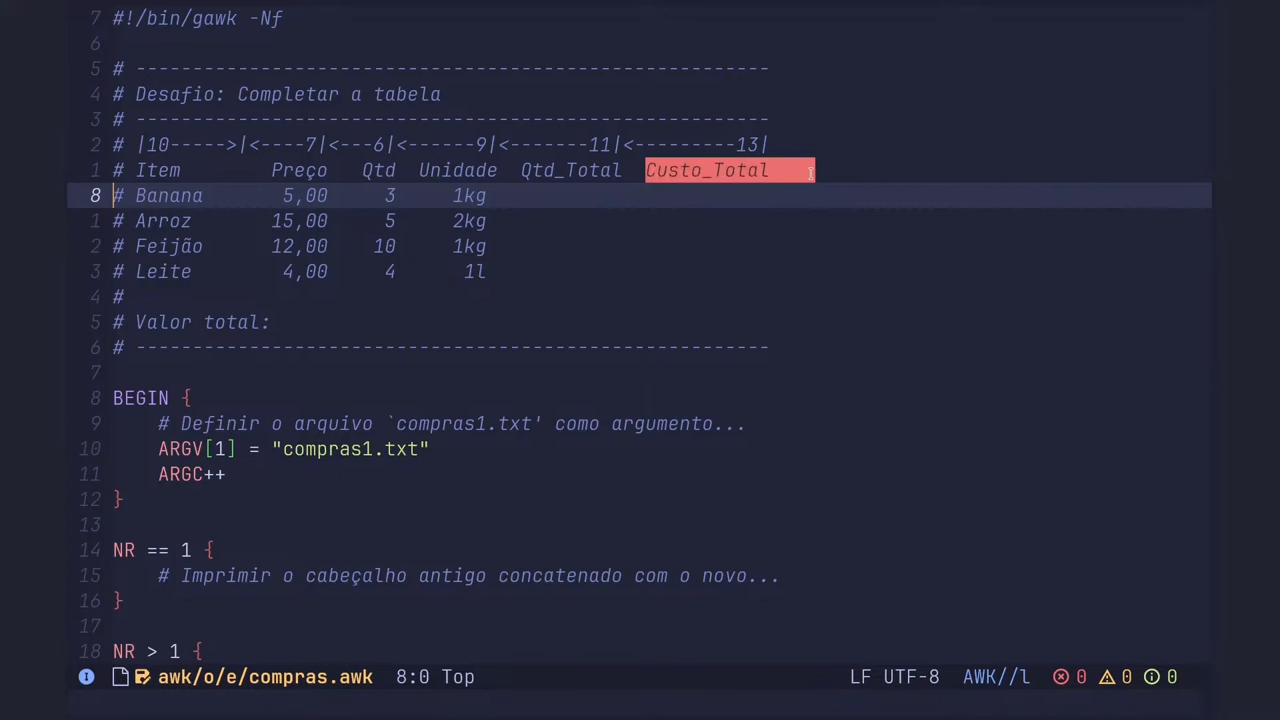 7 #!/bin/gawk -Nf
6
5 # --------------------------------------------------------
4 # Desafio: Completar a tabela
3 # --------------------------------------------------------
2 # |10----->|<----7|<---6|<------9|<-------11|<---------13|
1 # Item        Preço   Qtd  Unidade  Qtd_Total  Custo_Total
8 # Banana       5,00     3      1kg
1 # Arroz       15,00     5      2kg
2 # Feijão      12,00    10      1kg
3 # Leite        4,00     4       1l
4 #
5 # Valor total:
6 # --------------------------------------------------------
7
8 BEGIN {
9     # Definir o arquivo `compras1.txt' como argumento...
10     ARGV[1] = "compras1.txt"
11     ARGC++
12 }
13
14 NR == 1 {
15     # Imprimir o cabeçalho antigo concatenado com o novo...
16 }
17
18 NR > 1 {
awk/o/e/compras.awk 8:0 Top LF UTF-8 AWK//l 0 0 0